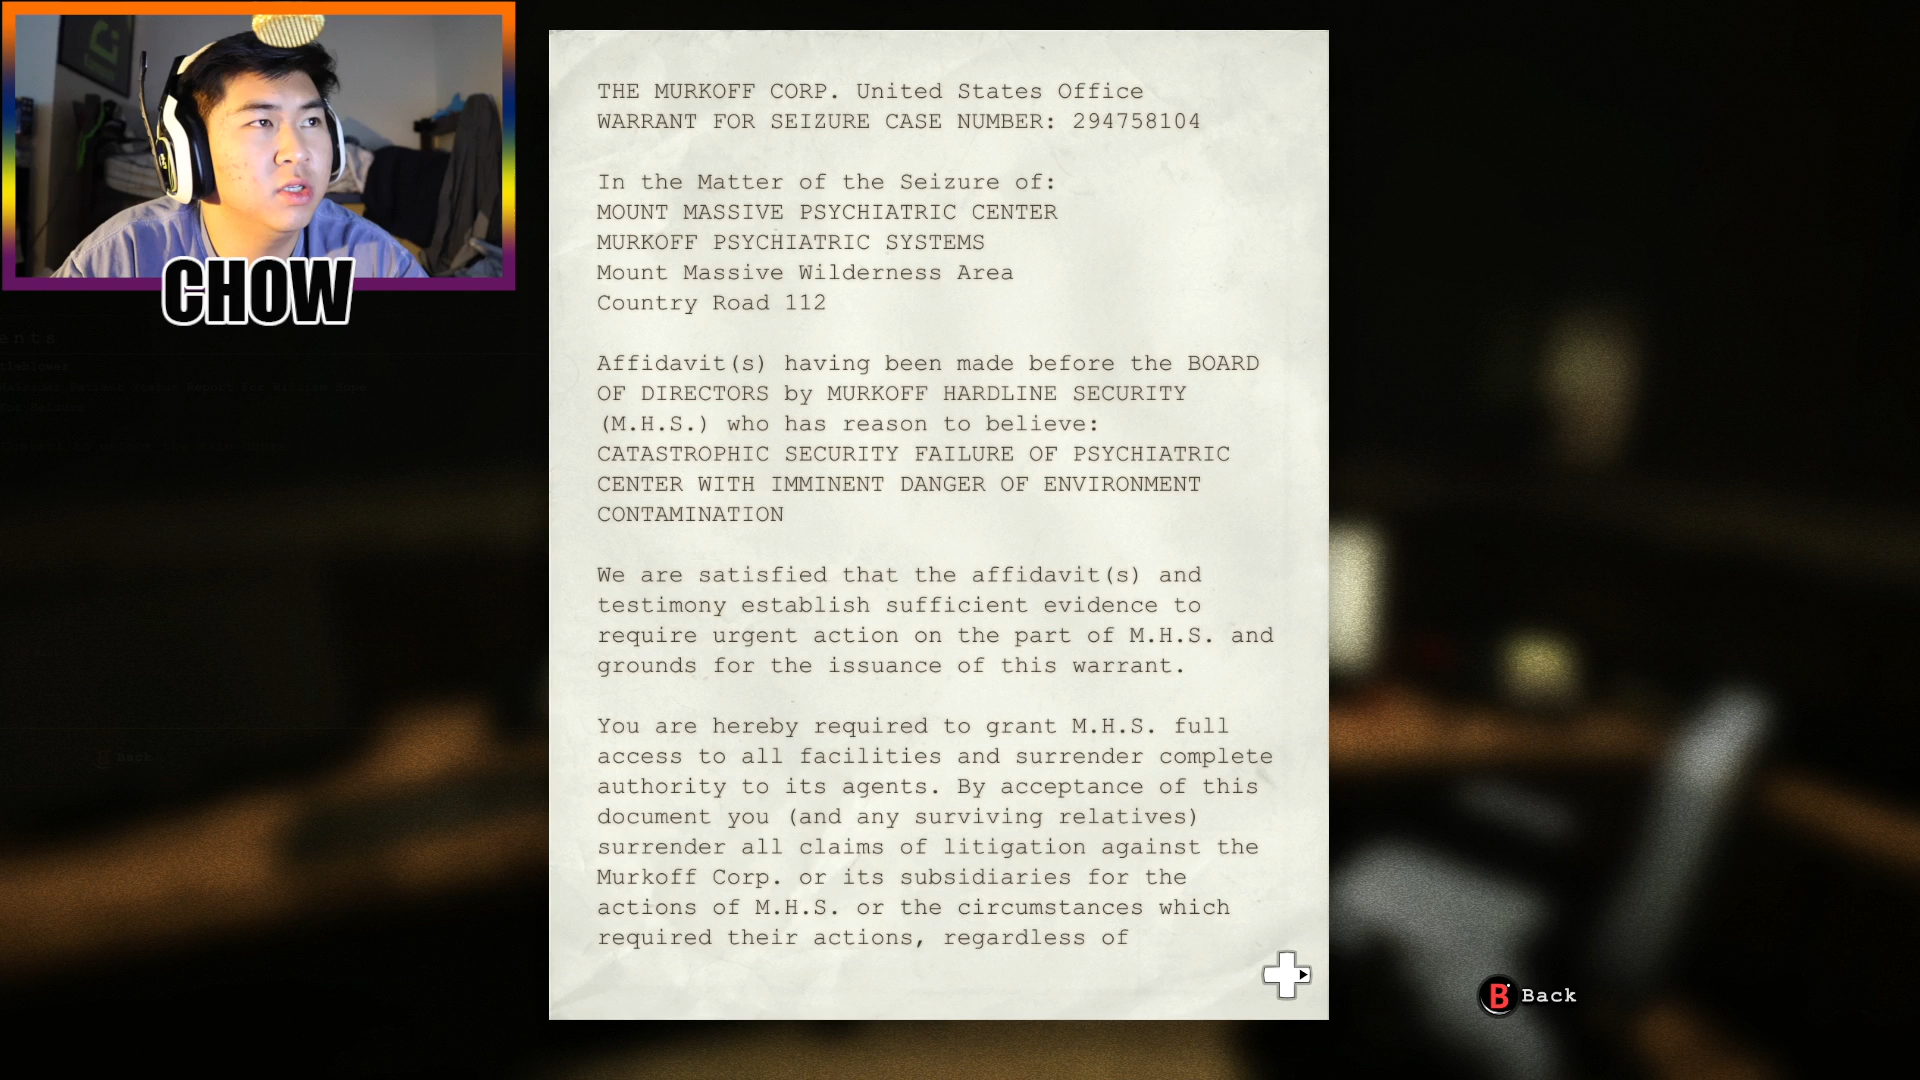 CHOW
THE MURKOFF CORP. United States Office
WARRANT FOR SEIZURE CASE NUMBER: 294758104
In the Matter of the Seizure of:
MOUNT MASSIVE PSYCHIATRIC CENTER
MURKOFF PSYCHIATRIC SYSTEMS
Mount Massive Wilderness Area
Country Road 112
Affidavit(s) having been made before the BOARD
OF DIRECTORS by MURKOFF HARDLINE SECURITY
(M.H.S.) who has reason to believe:
CATASTROPHIC SECURITY FAILURE OF PSYCHIATRIC
CENTER WITH IMMINENT DANGER OF ENVIRONMENT
CONTAMINATION
We are satisfied that the affidavit(s) and
testimony establish sufficient evidence to
require urgent action on the part of M.H.S. and
grounds for the issuance of this warrant.
You are hereby required to grant M.H.S. full
access to all facilities and surrender complete
authority to its agents. By acceptance of this
document you (and any surviving relatives)
surrender all claims of litigation against the
Murkoff Corp. or its subsidiaries for the
actions of M.H.S. or the circumstances which
required their actions, regardless of
B Back
Back